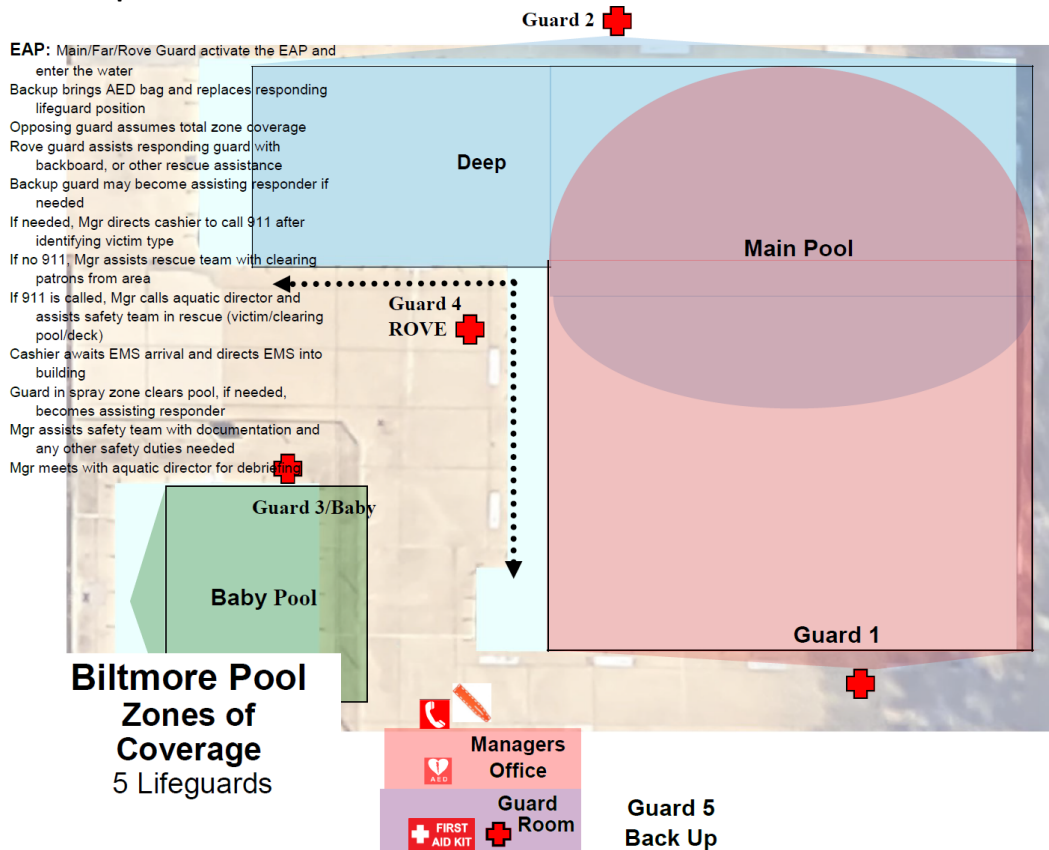 Guard 2
EAP: Main/Far/Rove Guard activate the EAP and
enter the water
Backup brings AED bag and replaces responding
lifeguard position
Opposing guard assumes total zone coverage
Rove guard assists responding guard with
backboard, or other rescue assistance
Backup guard may become assisting responder if
needed
If needed, Mgr directs cashier to call 911 after
identifying victim type
If no 911, Mgr assists rescue team with clearing
patrons from area
If 911 is called, Mgr calls aquatic director and
assists safety team in rescue (victim/clearing
pool/deck)
Cashier awaits EMS arrival and directs EMS into
building
Guard in spray zone clears pool, if needed,
becomes assisting responder
Mgr assists safety team with documentation and
any other safety duties needed
Mgr meets with aquatic director for debriefing
Deep
Main Pool
Guard 4
ROVE
Guard 3/Baby
Baby Pool
Guard 1
Biltmore Pool
Zones of
Coverage
5 Lifeguards
Managers
Office
AED
Guard
Room
FIRST
AID KIT
Guard 5
Back Up